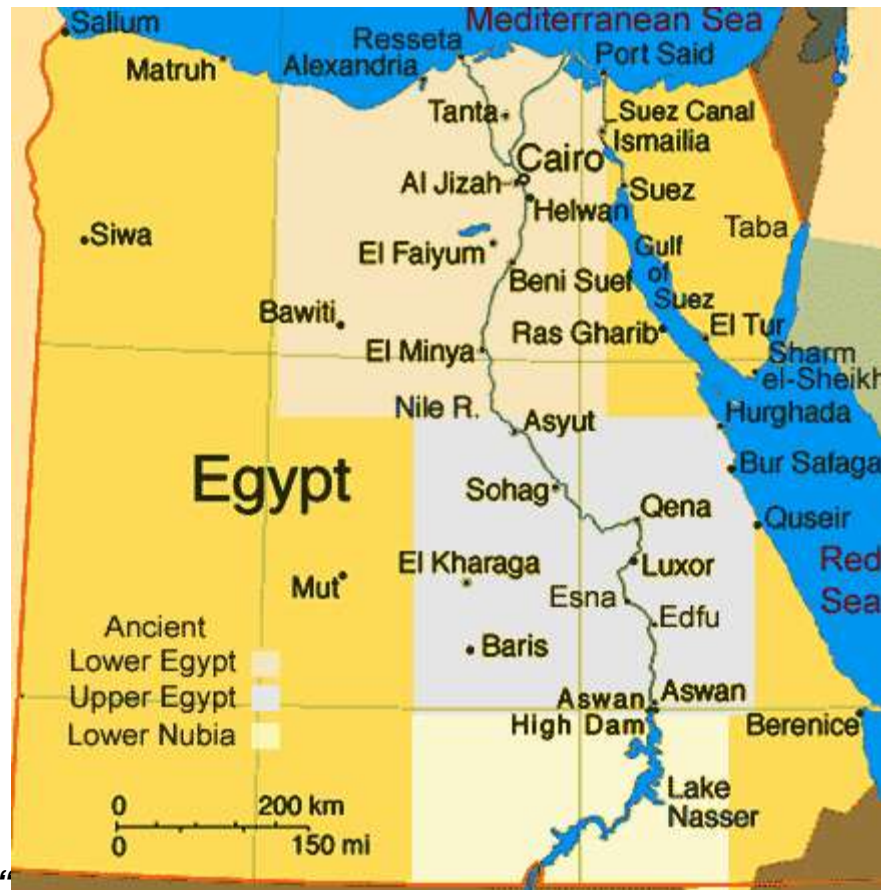 Mediterranean Sea
Sallum
Resseta
Port Said
Matruh
Alexandria
Tanta
Suez Canal
Ismailia
Cairo
Al Jizah
Suez
Helwan
Siwa
Taba
El Faiyum
Gulf
of
Suez
Beni Suef
Bawiti
Ras Gharib
El Tur
El Minya
Sharm
el-Sheikh
Nile R.
Hurghada
Asyut
Egypt
Bur Safaga
Sohag
Qena
Quseir
El Kharaga
Luxor
Red
Sea
Mut
Esna
Edfu
Ancient
Lower Egypt
Upper Egypt
Lower Nubia
Baris
Aswan
High Dam
Aswan
Berenice
Lake
Nasser
0 200 km
0 150 mi
“